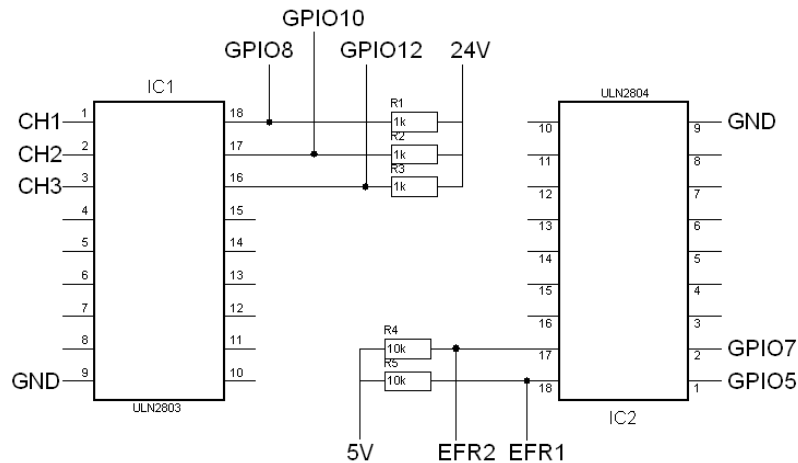 GPIO10
GPIO8
GPIO12
24V
IC1
ULN2804
CH1
1
18
R1
1k
10
9
GND
CH2
2
17
R2
1k
11
8
CH3
3
16
R3
1k
12
7
4
15
13
6
5
14
14
5
6
13
15
4
7
12
16
3
8
11
R4
10k
17
2
GPIO7
GND
9
10
R5
10k
18
1
GPIO5
ULN2803
IC2
5V
EFR2
EFR1